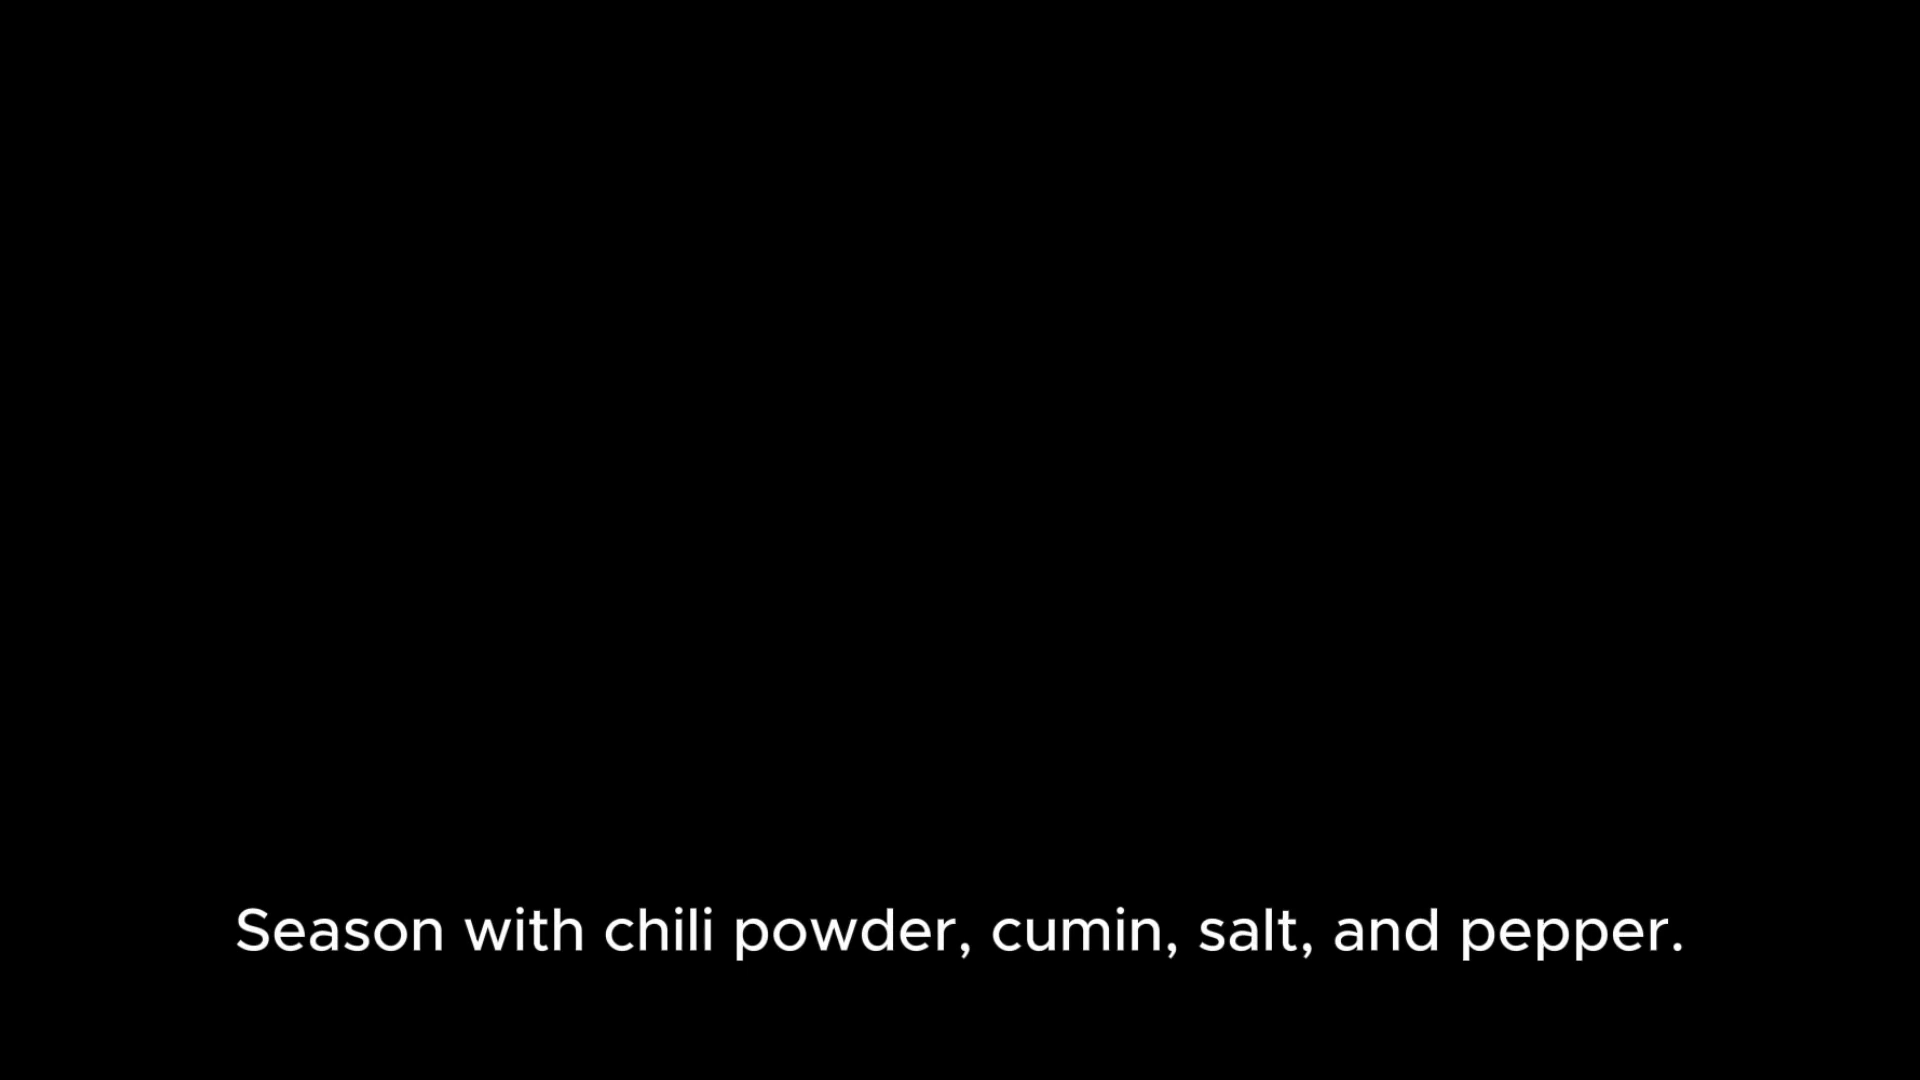 Season with chili powder, cumin, salt, and pepper.